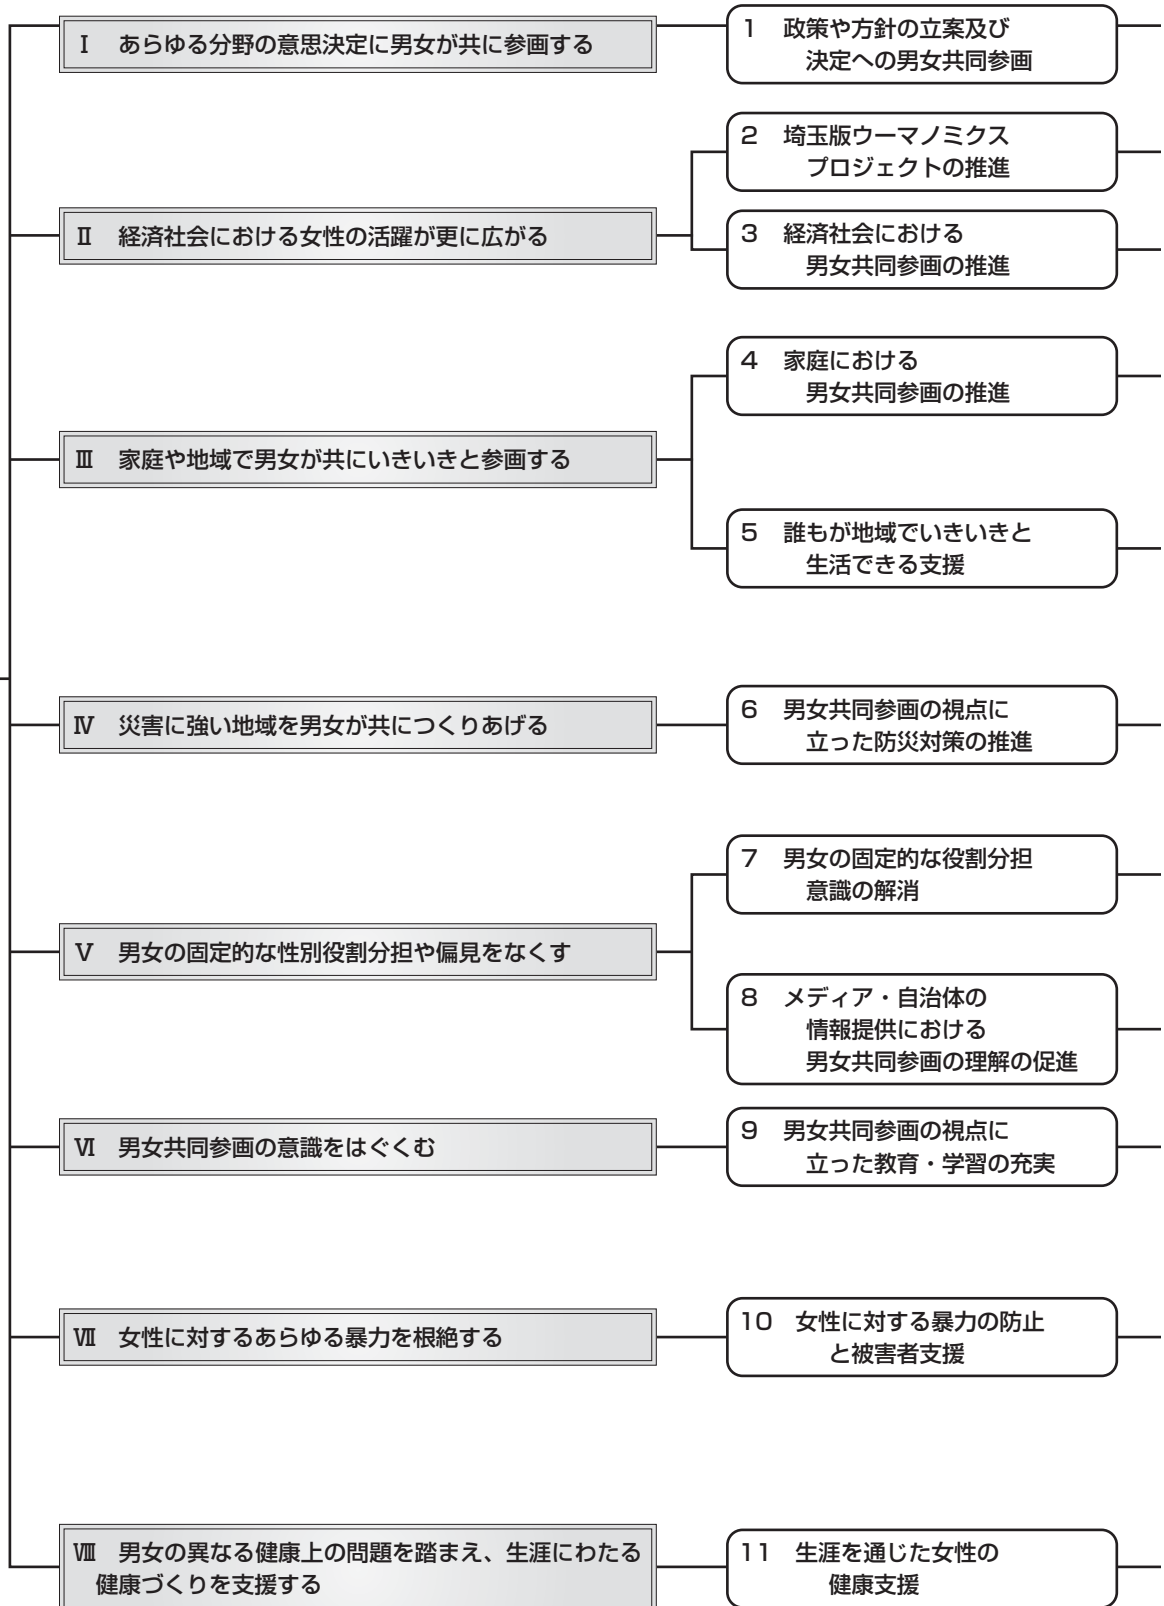 Ⅰ　あらゆる分野の意思決定に男女が共に参画する
1　政策や方針の立案及び
決定への男女共同参画
Ⅱ　経済社会における女性の活躍が更に広がる
2　埼玉版ウーマノミクス
プロジェクトの推進
3　経済社会における
男女共同参画の推進
Ⅲ　家庭や地域で男女が共にいきいきと参画する
4　家庭における
男女共同参画の推進
5　誰もが地域でいきいきと
生活できる支援
Ⅳ　災害に強い地域を男女が共につくりあげる
6　男女共同参画の視点に
立った防災対策の推進
Ⅴ　男女の固定的な性別役割分担や偏見をなくす
7　男女の固定的な役割分担
意識の解消
8　メディア・自治体の
情報提供における
男女共同参画の理解の促進
Ⅵ　男女共同参画の意識をはぐくむ
9　男女共同参画の視点に
立った教育・学習の充実
Ⅶ　女性に対するあらゆる暴力を根絶する
10　女性に対する暴力の防止
と被害者支援
Ⅷ　男女の異なる健康上の問題を踏まえ、生涯にわたる
健康づくりを支援する
11　生涯を通じた女性の
健康支援